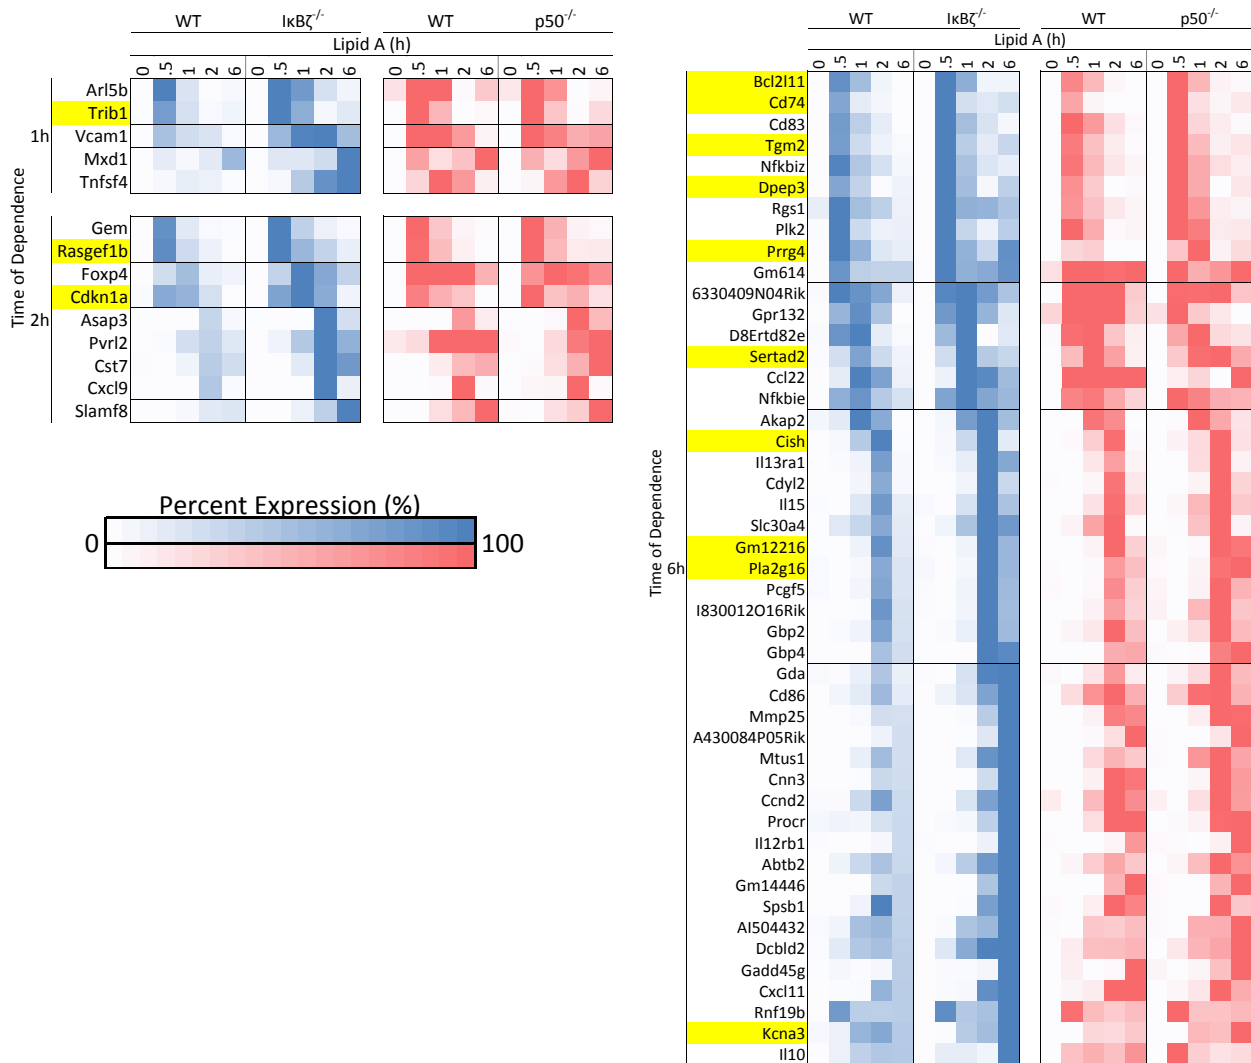 WT IκBζ-/- WT p50-/-
Lipid A (h)
0 .5 1 2 6 0 .5 1 2 6 0 .5 1 2 6 0 .5 1 2 6
Time of Dependence
1h
Arl5b
Trib1
Vcam1
Mxd1
Tnfsf4
2h
Gem
Rasgef1b
Foxp4
Cdkn1a
Asap3
Pvrl2
Cst7
Cxcl9
Slamf8
Percent Expression (%)
0 100
WT IκBζ-/- WT p50-/-
Lipid A (h)
0 .5 1 2 6 0 .5 1 2 6 0 .5 1 2 6 0 .5 1 2 6
Time of Dependence
6h
Bcl2l11
Cd74
Cd83
Tgm2
Nfkbiz
Dpep3
Rgs1
Plk2
Prrg4
Gm614
6330409N04Rik
Gpr132
D8Ertd82e
Sertad2
Ccl22
Nfkbie
Akap2
Cish
Il13ra1
Cdyl2
Il15
Slc30a4
Gm12216
Pla2g16
Pcgf5
I830012O16Rik
Gbp2
Gbp4
Gda
Cd86
Mmp25
A430084P05Rik
Mtus1
Cnn3
Ccnd2
Procr
Il12rb1
Abtb2
Gm14446
Spsb1
AI504432
Dcbld2
Gadd45g
Cxcl11
Rnf19b
Kcna3
Il10